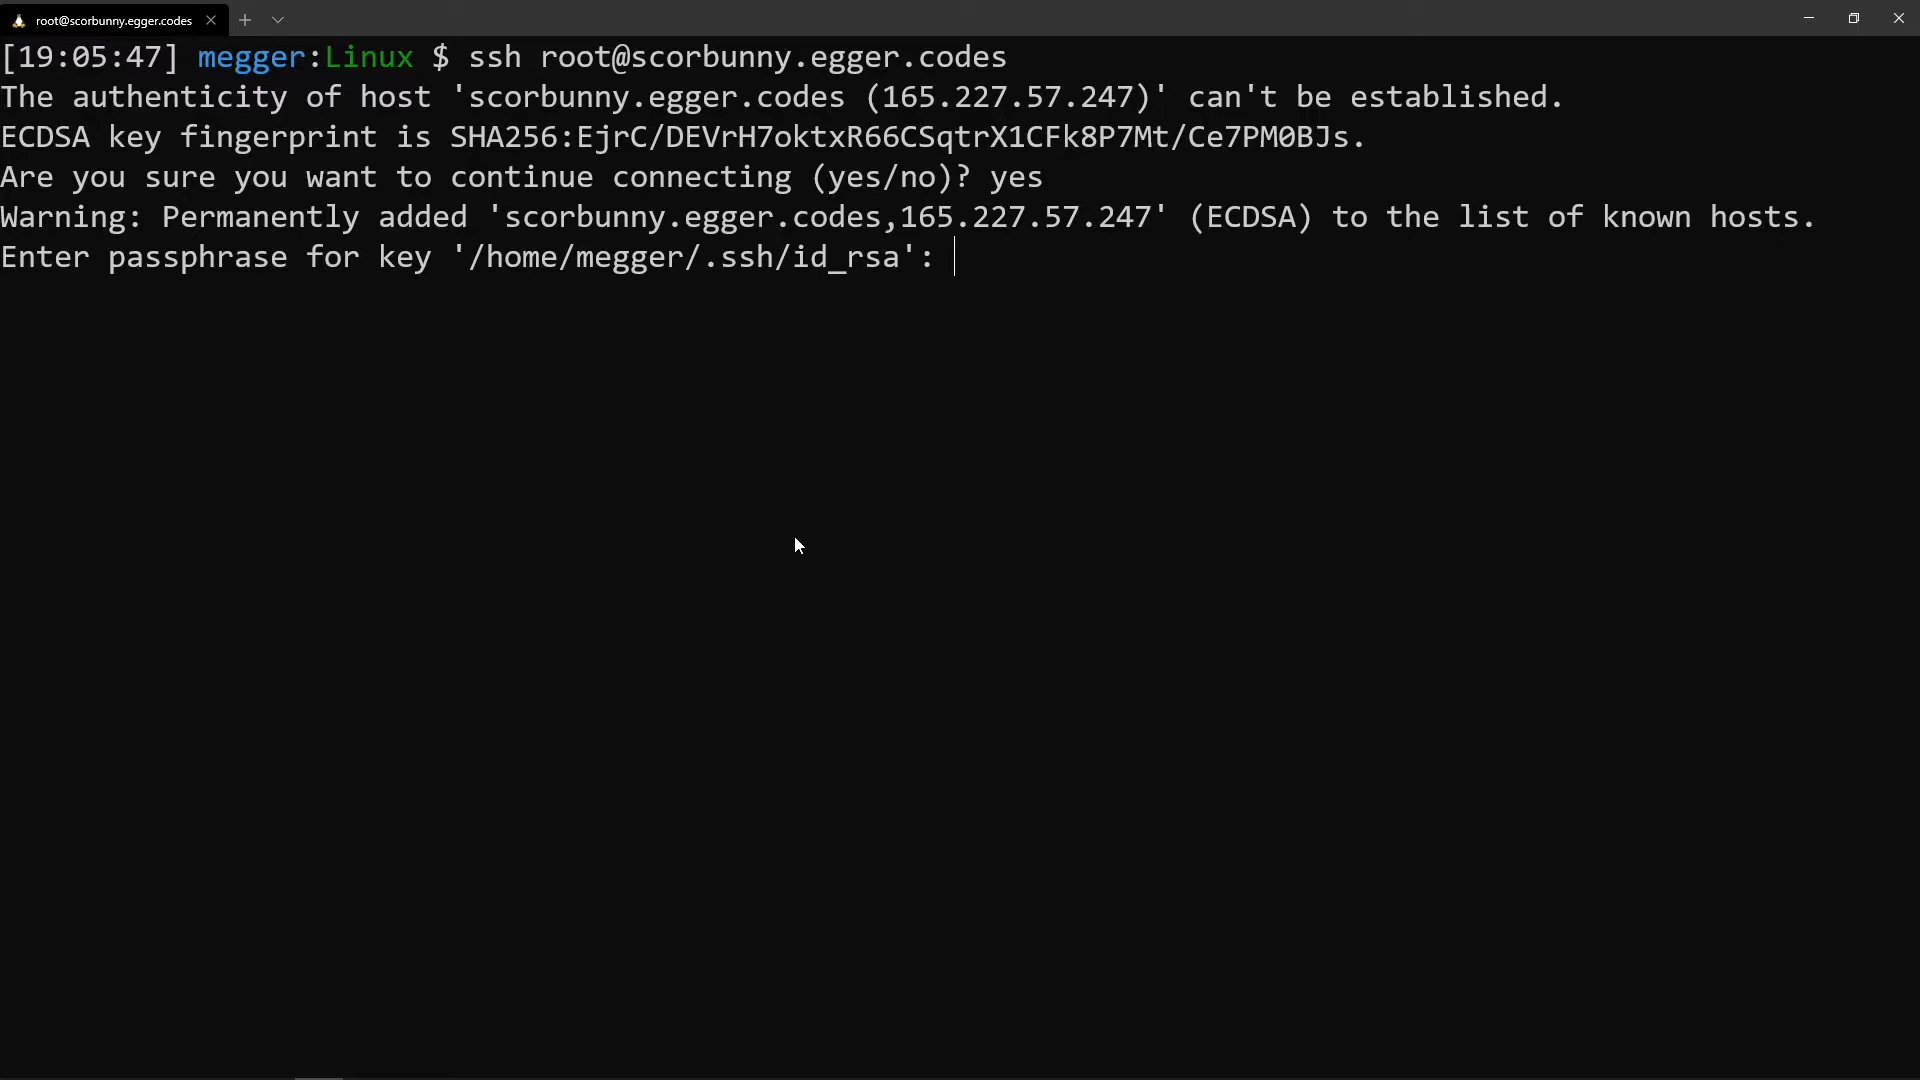 root@scorbunny.egger.codes
[19:05:47] megger:Linux $ ssh root@scorbunny.egger.codes
The authenticity of host 'scorbunny.egger.codes (165.227.57.247)' can't be established.
ECDSA key fingerprint is SHA256:EjrC/DEVrH7oktxR66CSqtrX1CFk8P7Mt/Ce7PM0BJs.
Are you sure you want to continue connecting (yes/no)? yes
Warning: Permanently added 'scorbunny.egger.codes,165.227.57.247' (ECDSA) to the list of known hosts.
Enter passphrase for key '/home/megger/.ssh/id_rsa':